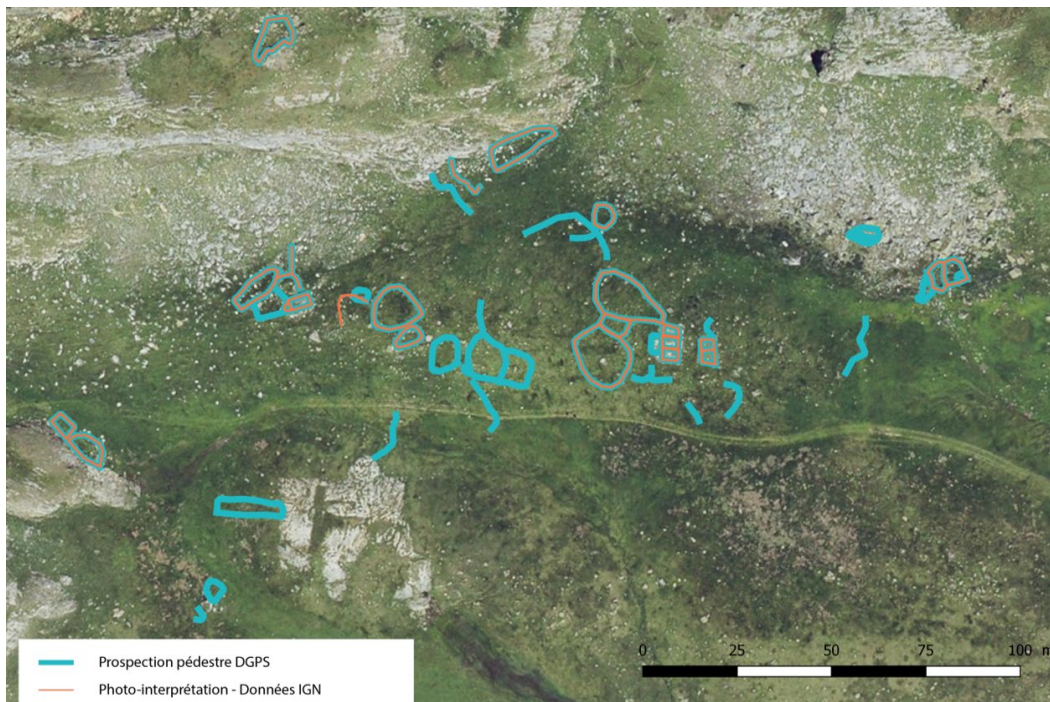 0 25 50 75 100 m
Prospection pédestre DGPS
Photo-interprétation - Données IGN